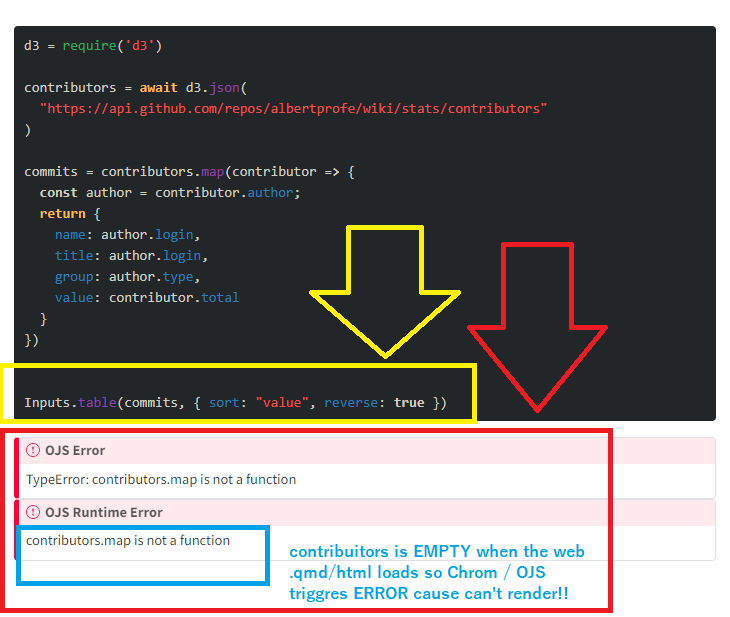 d3 = require('d3')
contributors = await d3.json(
"https://api.github.com/repos/albertprofe/wiki/stats/contributors"
)
commits = contributors.map(contributor => {
const author = contributor.author;
return {
name: author.login,
title: author.login,
group: author.type,
value: contributor.total
}
})
Inputs.table(commits, { sort: "value", reverse: true })
OJS Error
TypeError: contributors.map is not a function
OJS Runtime Error
contributors.map is not a function
contribuitors is EMPTY when the web
.qmd/html loads so Chrom / OJS
triggres ERROR cause can't render!!